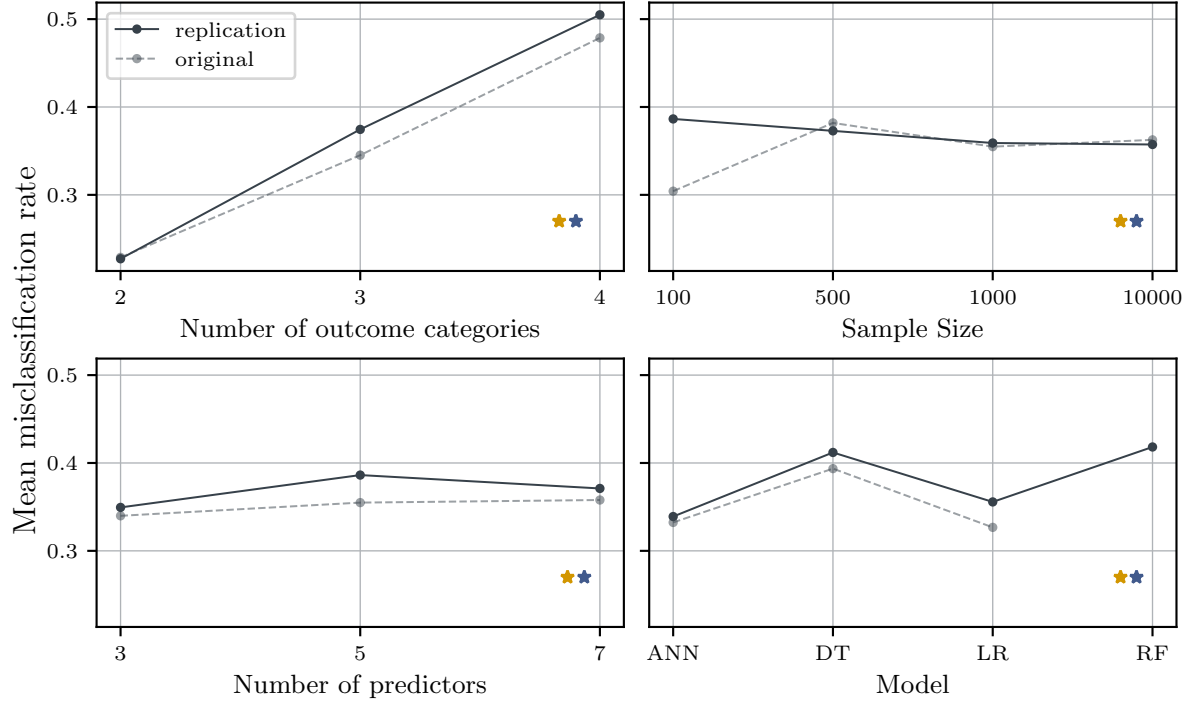 Mean misclassification rate
0.5
0.4
0.3
replication
original
2 3 4
Number of outcome categories
100 500 1000 10000
Sample Size
0.5
0.4
0.3
3 5 7
Number of predictors
ANN DT LR RF
Model